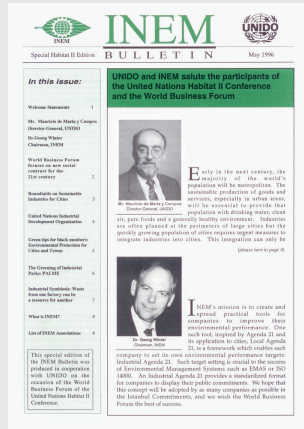 INEM
INEM
BULLETIN
UNIDO
Special Habitat II Edition
May 1996
In this issue:
Welcome Statements 1
Mr. Mauricio de Maria y Campos
Director-General, UNIDO
Dr. Georg Winter
Chairman, INEM
World Business Forum
focuses on new social
contract for the
21st century 2
Roundtable on Sustainable
Industries for Cities 3
United Nations Industrial
Development Organization 4
Green tips for black numbers:
Environmental Protection for
Cities and Towns 5
The Greening of Industrial
Parks: PALME 6
Industrial Symbiosis: Waste
from one factory can be
a resource for another 7
What is INEM? 8
List of INEM Associations 8
This special edition of
the INEM Bulletin was
produced in cooperation
with UNIDO on the
occasion of the World
Business Forum of the
United Nations Habitat II
Conference.
UNIDO and INEM salute the participants of
the United Nations Habitat II Conference
and the World Business Forum
Mr. Mauricio de Maria y Campos
Director-General, UNIDO
Early in the next century, the
majority of the world's
population will be metropolitan. The
sustainable production of goods and
services, especially in urban areas,
will be essential to provide that
population with drinking water, clean
air, pure foods and a generally healthy environment. Industries
are often planned at the perimeters of large cities but the
quickly growing population of cities requires urgent measures to
integrate industries into cities. This integration can only be
(please turn to page 4)
Dr. Georg Winter
Chairman, INEM
INEM's mission is to create and
spread practical tools for
companies to improve their
environmental performance. One
such tool, inspired by Agenda 21 and
its application to cities, Local Agenda
21, is a framework which enables each
company to set its own environmental performance targets:
Industrial Agenda 21. Such target setting is crucial to the success
of Environmental Management Systems such as EMAS or ISO
14000. An Industrial Agenda 21 provides a standardized format
for companies to display their public commitments. We hope that
this concept will be adopted by as many companies as possible in
the Istanbul Commitments, and we wish the World Business
Forum the best of success.